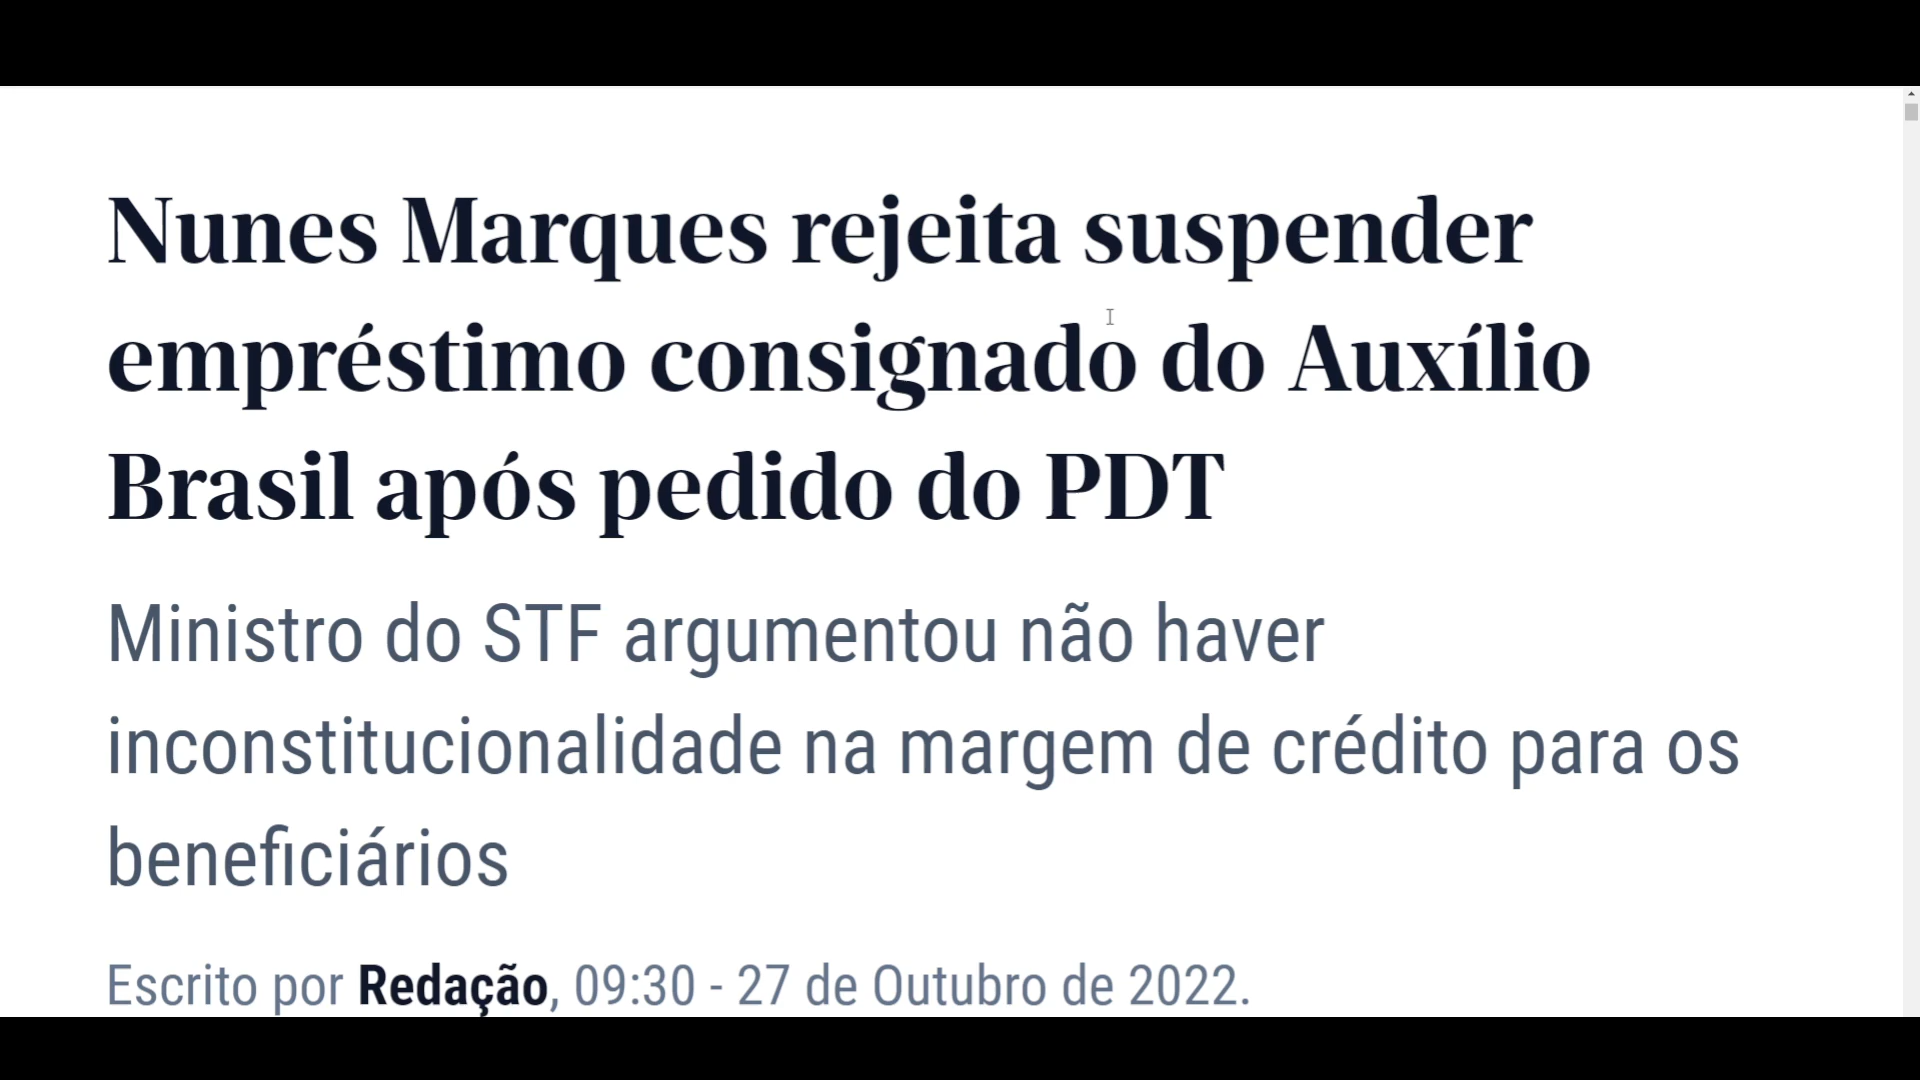 Nunes Marques rejeita suspender
empréstimo consignado do Auxílio
Brasil após pedido do PDT
Ministro do STF argumentou não haver
inconstitucionalidade na margem de crédito para os
beneficiários
Escrito por Redação, 09:30 - 27 de Outubro de 2022.